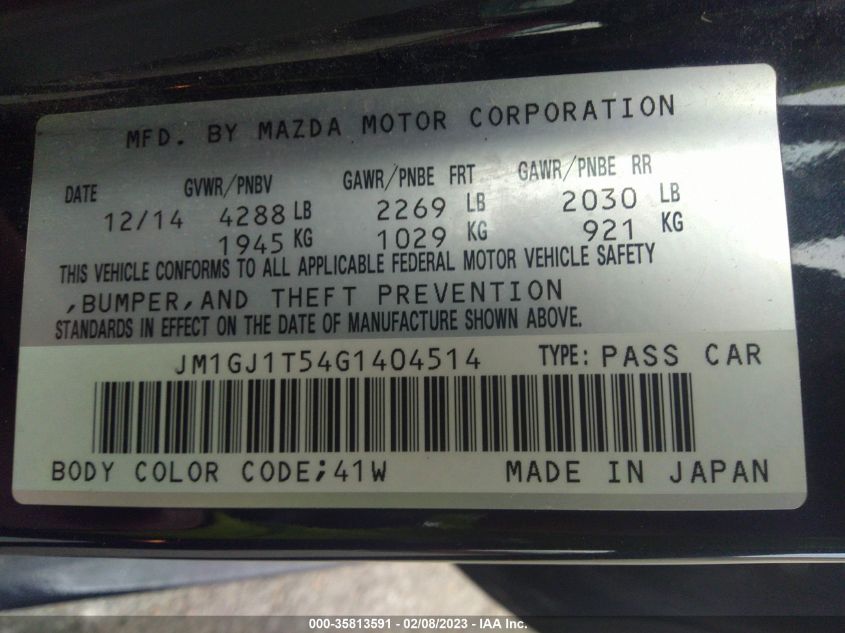 MFD. BY MAZDA MOTOR CORPORATION
DATE GVWR/PNBV GAWR/PNBE FRT GAWR/PNBE RR
12/14 4288 LB 2269 LB 2030 LB
1945 KG 1029 KG 921 KG
THIS VEHICLE CONFORMS TO ALL APPLICABLE FEDERAL MOTOR VEHICLE SAFETY
,BUMPER,AND THEFT PREVENTION
STANDARDS IN EFFECT ON THE DATE OF MANUFACTURE SHOWN ABOVE.
JM1GJ1T54G1404514 TYPE: PASS CAR
BODY COLOR CODE;41W MADE IN JAPAN
000-35813591 - 02/08/2023 - IAA Inc.